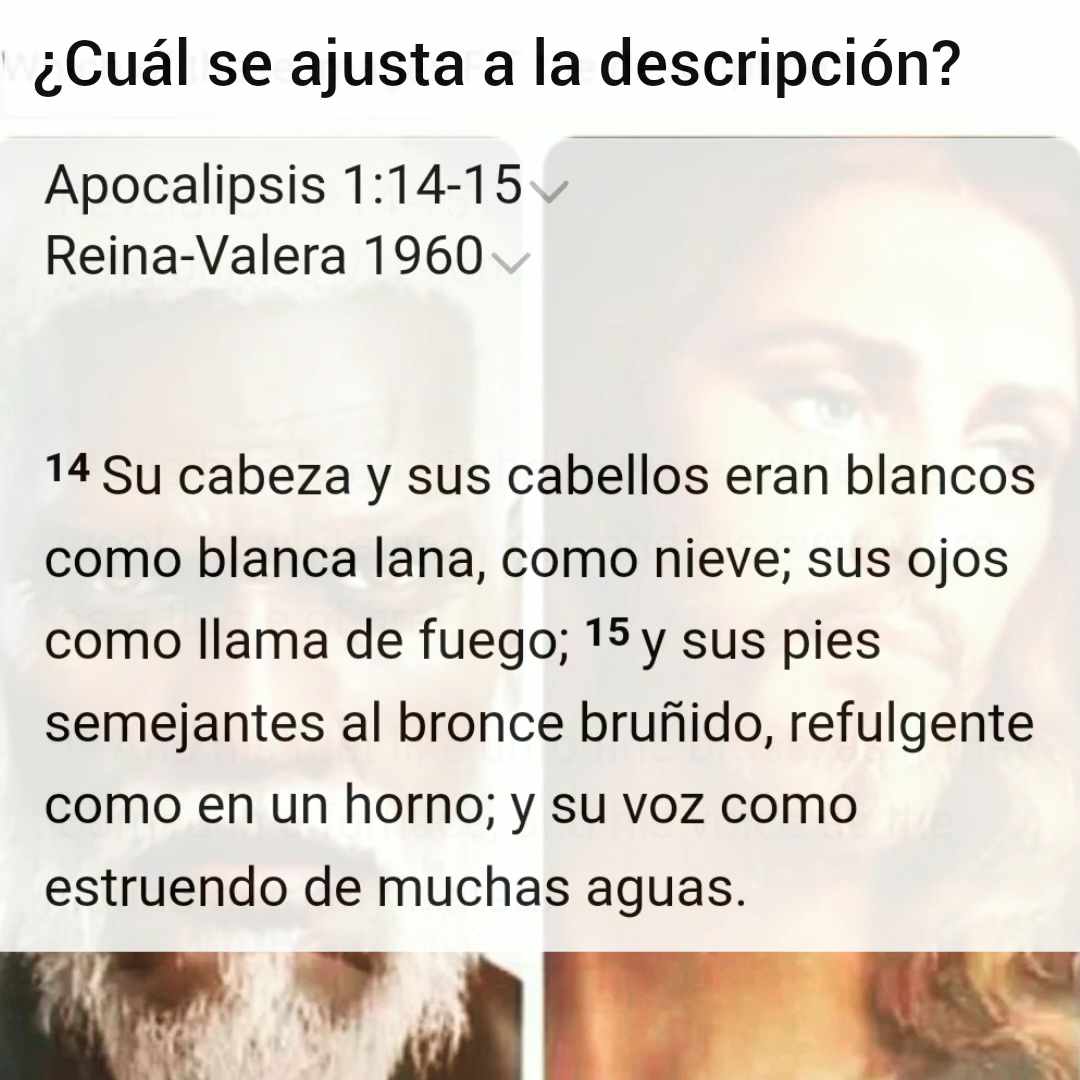 ¿Cuál se ajusta a la descripción?
Apocalipsis 1:14-15
Reina-Valera 1960
14 Su cabeza y sus cabellos eran blancos
como blanca lana, como nieve; sus ojos
como llama de fuego; 15 y sus pies
semejantes al bronce bruñido, refulgente
como en un horno; y su voz como
estruendo de muchas aguas.